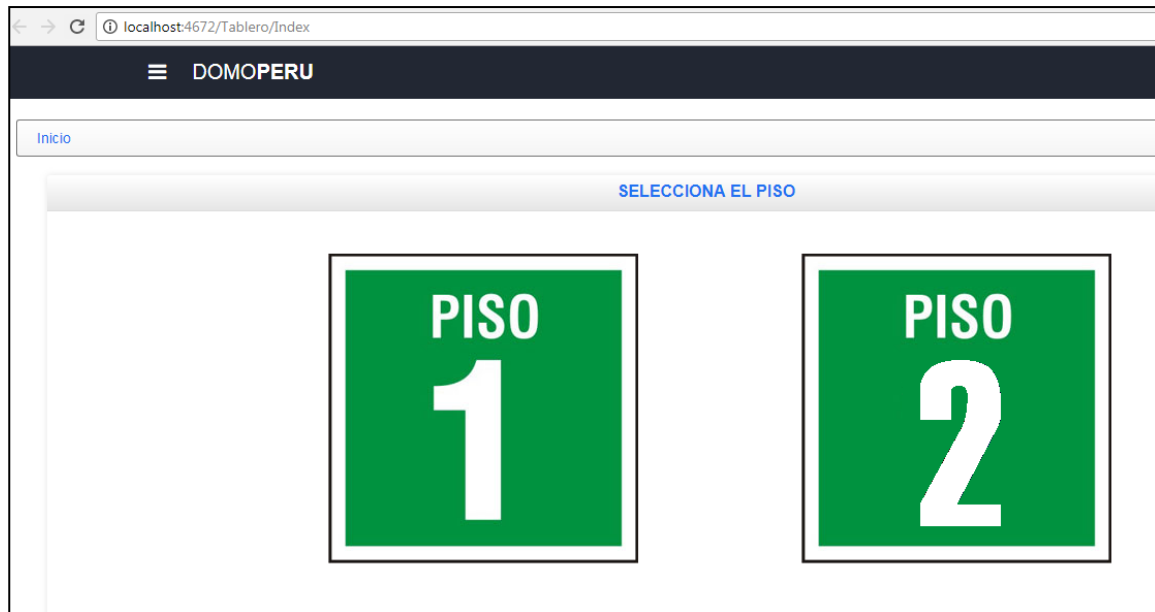 localhost:4672/Tablero/Index
DOMOPERU
Inicio
SELECCIONA EL PISO
PISO
1
PISO
2